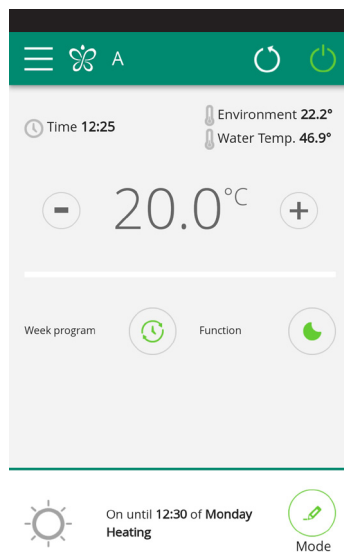 A
Time 12:25
Environment 22.2°
Water Temp. 46.9°
- 20.0°C +
Week program
Function
On until 12:30 of Monday
Heating
Mode